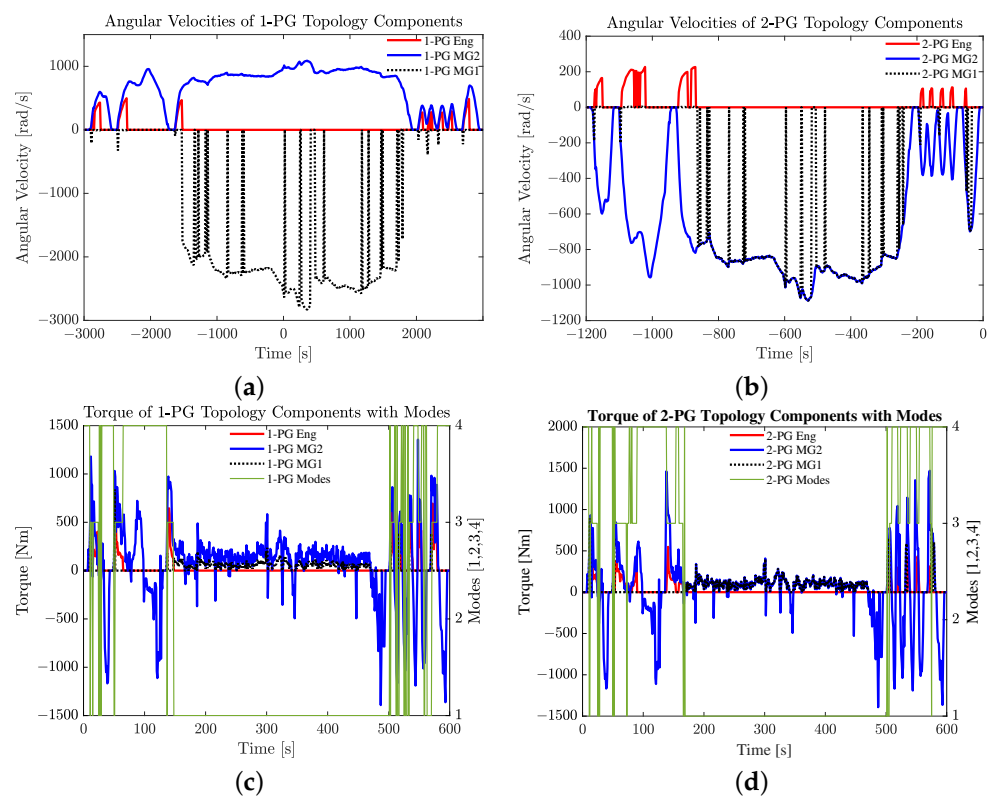 Angular Velocities of 1-PG Topology Components
1-PG Eng
1-PG MG2
1-PG MG1
Angular Velocity [rad/s]
1000
0
−1000
−2000
−3000
−3000 −2000 −1000 0 1000 2000
Time [s]
(a)
Angular Velocities of 2-PG Topology Components
2-PG Eng
2-PG MG2
2-PG MG1
Angular Velocity [rad/s]
400
200
0
−200
−400
−600
−800
−1000
−1200
−1200 −1000 −800 −600 −400 −200 0
Time [s]
(b)
Torque of 1-PG Topology Components with Modes
1-PG Eng
1-PG MG2
1-PG MG1
1-PG Modes
Torque [Nm]
1500
1000
500
0
−500
−1000
−1500
4
3
2
1
Modes [1,2,3,4]
0 100 200 300 400 500 600
Time [s]
(c)
Torque of 2-PG Topology Components with Modes
2-PG Eng
2-PG MG2
2-PG MG1
2-PG Modes
Torque [Nm]
2000
1500
1000
500
0
−500
−1000
−1500
4
3
2
1
Modes [1,2,3,4]
0 100 200 300 400 500 600
Time [s]
(d)